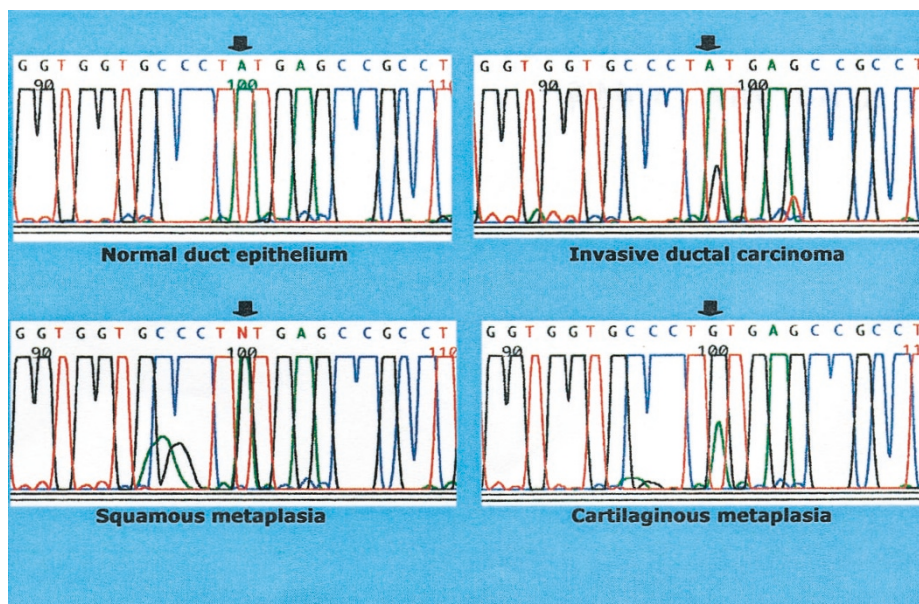 G G T G G T G C C C T A T G A G C C G C C T
90 100 110
Normal duct epithelium
G G T G G T G C C C T A T G A G C C G C C T
90 100
Invasive ductal carcinoma
G G T G G T G C C C T N T G A G C C G C C T
90 100 110
Squamous metaplasia
G G T G G T G C C C T G T G A G C C G C C T
90 100 11
Cartilaginous metaplasia